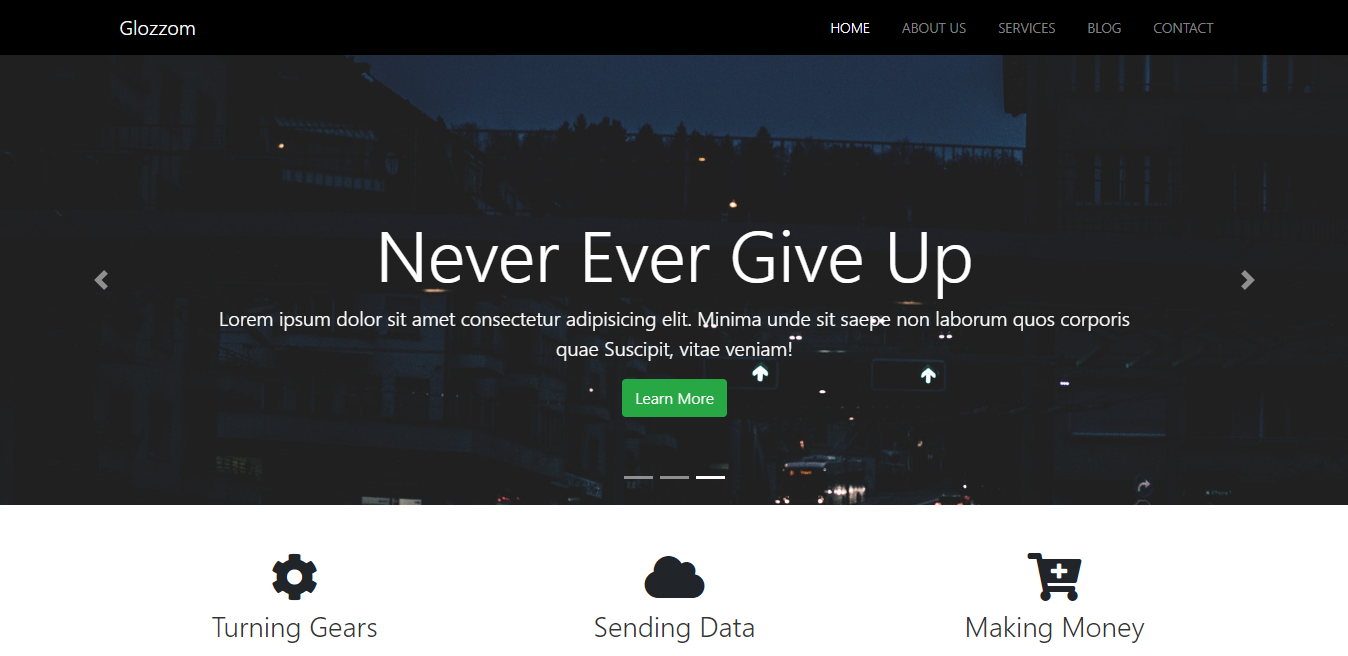 Glozzom
HOME ABOUT US SERVICES BLOG CONTACT
Never Ever Give Up
Lorem ipsum dolor sit amet consectetur adipisicing elit. Minima unde sit saepe non laborum quos corporis
quae Suscipit, vitae veniam!
Learn More
Turning Gears
Sending Data
Making Money